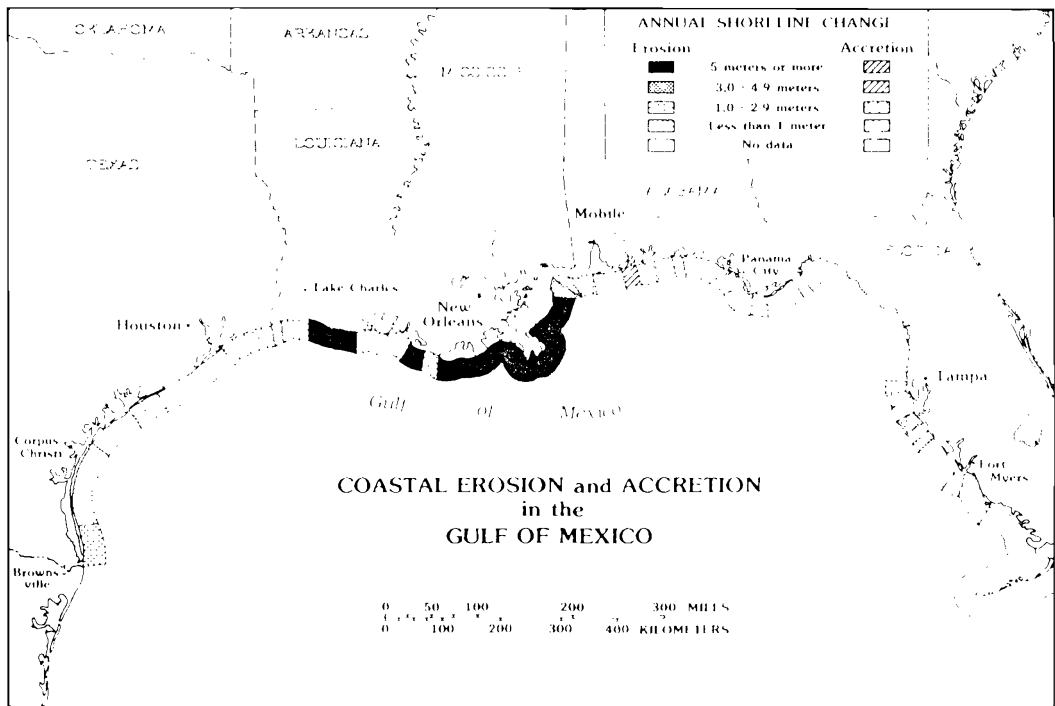 ANNUAL SHORELINE CHANGE
Erosion Accretion
5 meters or more
3.0 - 4.9 meters
1.0 - 2.9 meters
Less than 1 meter
No data
OKLAHOMA
ARKANSAS
TEXAS
LOUISIANA
Mobile
Panama
City
Lake Charles
New
Orleans
Houston
Tampa
Gulf of Mexico
Corpus
Christi
Fort
Myers
COASTAL EROSION and ACCRETION
in the
GULF OF MEXICO
Browns
ville
0 50 100 200 300 MILES
0 100 200 300 400 KILOMETERS